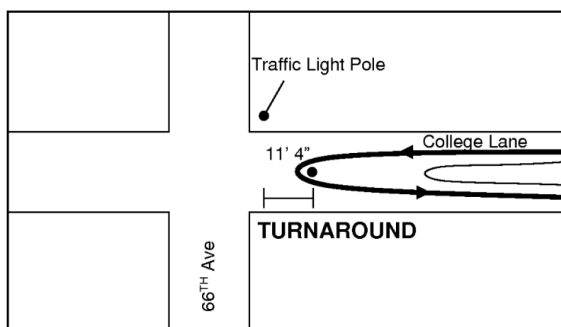 Traffic Light Pole
College Lane
11’ 4”
TURNAROUND
66TH Ave